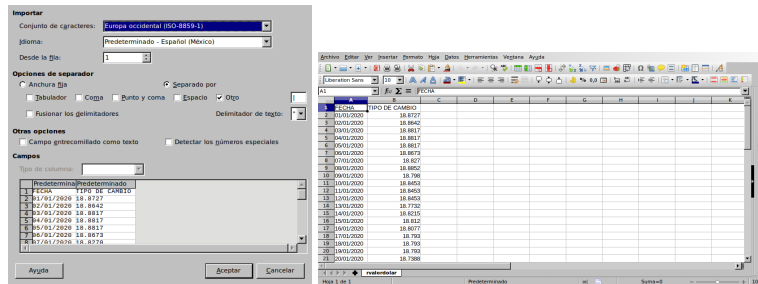 Importar
Conjunto de caracteres: Europa occidental (ISO-8859-1)
Idioma: Predeterminado - Español (México)
Desde la fila: 1
Opciones de separador
Anchura fija Separado por
Tabulador Coma Punto y coma Espacio Otro |
Fusionar los delimitadores Delimitador de texto: "
Otras opciones
Campo entrecomillado como texto Detectar los números especiales
Campos
Tipo de columna:
Predetermina Predeterminado
1 FECHA TIPO DE CAMBIO
2 01/01/2020 18.8727
3 02/01/2020 18.8642
4 03/01/2020 18.8817
5 04/01/2020 18.8817
6 05/01/2020 18.8817
7 06/01/2020 18.8673
8 07/01/2020 18.8270
Ayuda Aceptar Cancelar
Archivo Editar Ver Insertar Formato Hoja Datos Herramientas Ventana Ayuda
Liberation Sans 10
A1 FECHA
A B C D E F G H I J K
1 FECHA TIPO DE CAMBIO
2 01/01/2020 18.8727
3 02/01/2020 18.8642
4 03/01/2020 18.8817
5 04/01/2020 18.8817
6 05/01/2020 18.8817
7 06/01/2020 18.8673
8 07/01/2020 18.827
9 08/01/2020 18.8852
10 09/01/2020 18.798
11 10/01/2020 18.8453
12 11/01/2020 18.8453
13 12/01/2020 18.8453
14 13/01/2020 18.7732
15 14/01/2020 18.8215
16 15/01/2020 18.812
17 16/01/2020 18.8077
18 17/01/2020 18.793
19 18/01/2020 18.793
20 19/01/2020 18.793
21 20/01/2020 18.7388
rvalordolar
Hoja 1 de 1 Predeterminado Suma=0 10